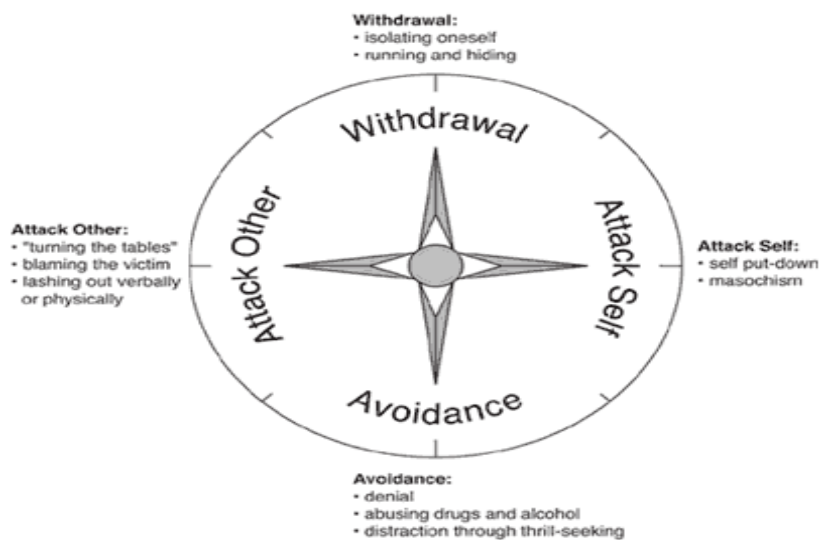 Withdrawal:
• isolating oneself
• running and hiding
Withdrawal
Attack Other:
• "turning the tables"
• blaming the victim
• lashing out verbally
or physically
Attack Other
Attack Self
Attack Self:
• self put-down
• masochism
Avoidance
Avoidance:
• denial
• abusing drugs and alcohol
• distraction through thrill-seeking